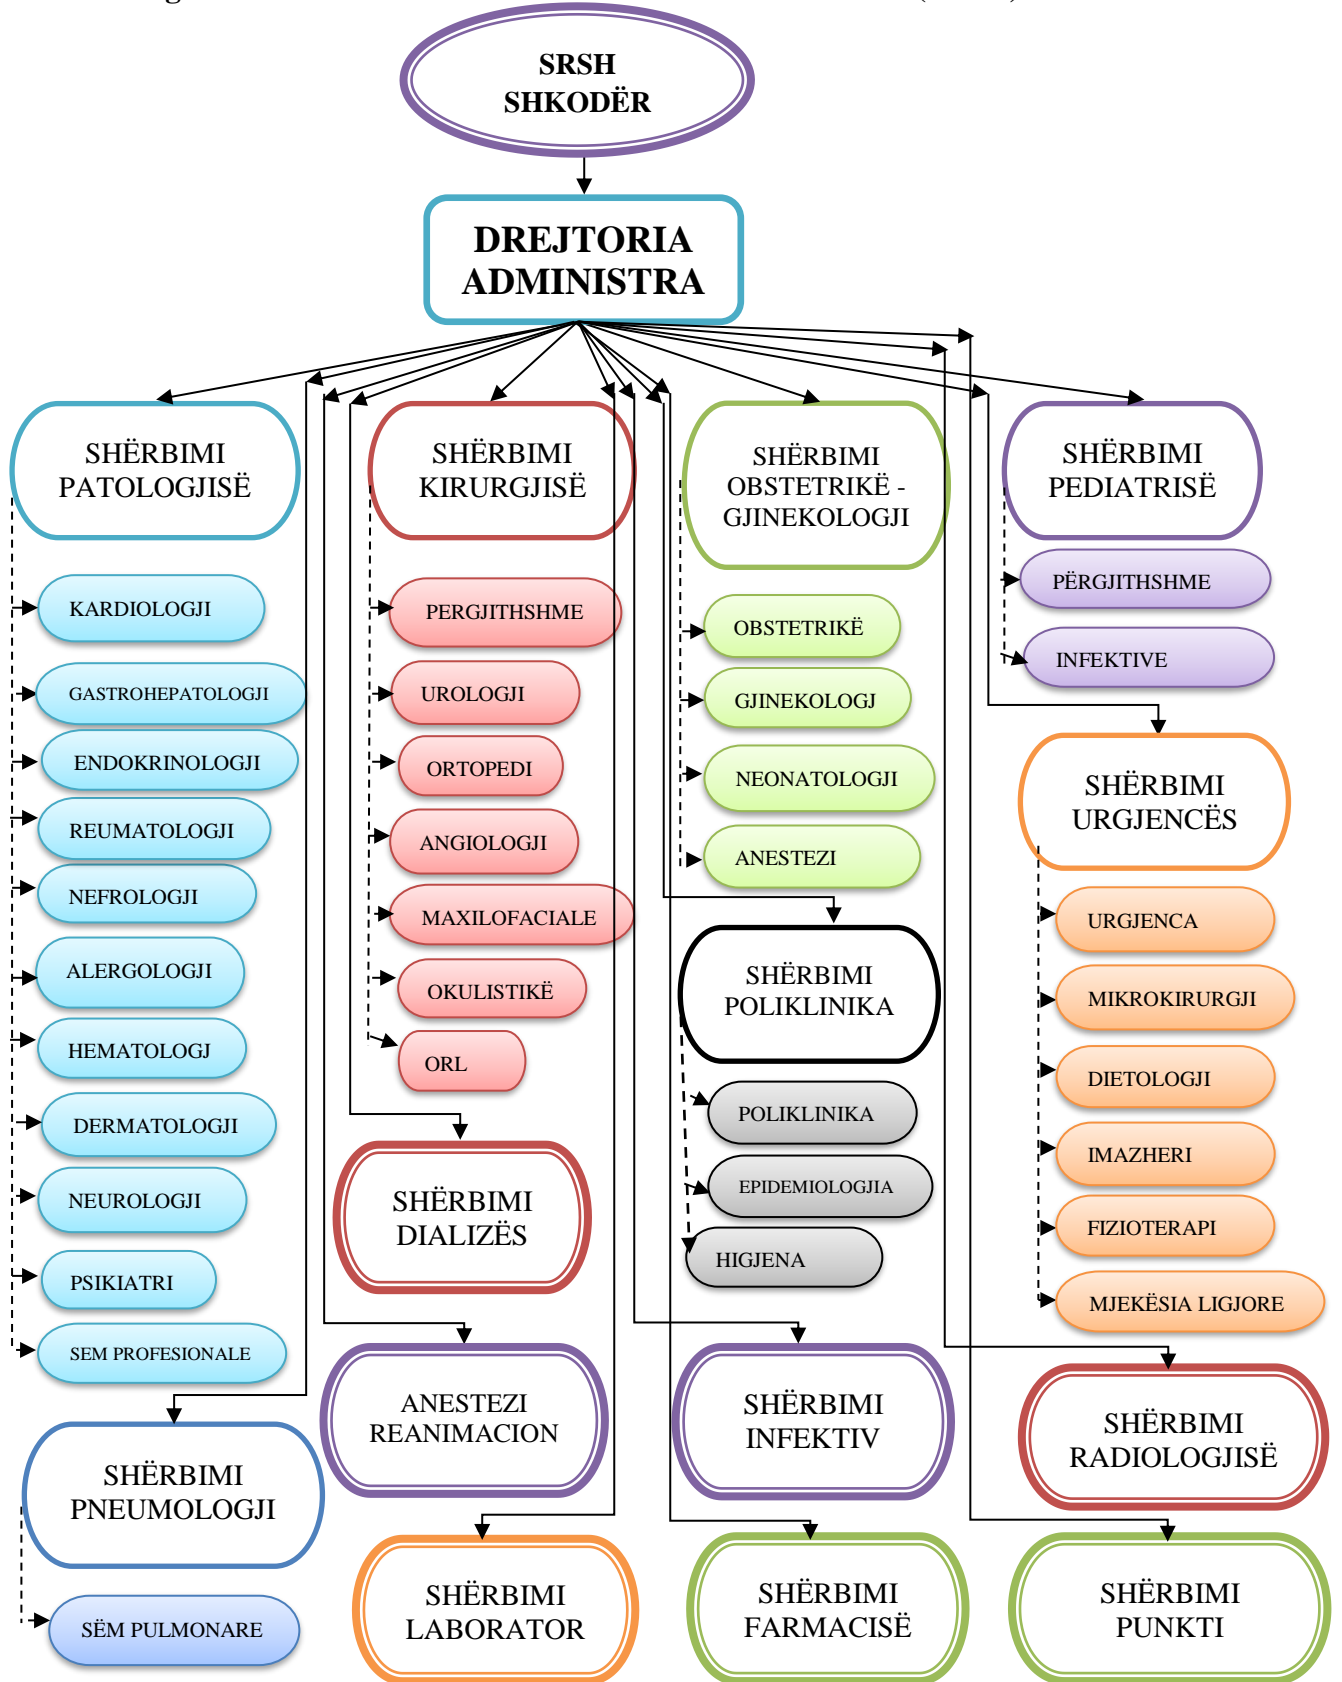 SRSH
SHKODËR
DREJTORIA
ADMINISTRA
SHËRBIMI
PATOLOGJISË
KARDIOLOGJI
GASTROHEPATOLOGJI
ENDOKRINOLOGJI
REUMATOLOGJI
NEFROLOGJI
ALERGOLOGJI
HEMATOLOGJ
DERMATOLOGJI
NEUROLOGJI
PSIKIATRI
SEM PROFESIONALE
SHËRBIMI
PNEUMOLOGJI
SËM PULMONARE
SHËRBIMI
KIRURGJISË
PERGJITHSHME
UROLOGJI
ORTOPEDI
ANGIOLOGJI
MAXILOFACIALE
OKULISTIKË
ORL
SHËRBIMI
DIALIZËS
ANESTEZI
REANIMACION
SHËRBIMI
LABORATOR
SHËRBIMI
OBSTETRIKË -
GJINEKOLOGJI
OBSTETRIKË
GJINEKOLOGJ
NEONATOLOGJI
ANESTEZI
SHËRBIMI
POLIKLINIKA
POLIKLINIKA
EPIDEMIOLOGJIA
HIGJENA
SHËRBIMI
INFEKTIV
SHËRBIMI
FARMACISË
SHËRBIMI
PEDIATRISË
PËRGJITHSHME
INFEKTIVE
SHËRBIMI
URGJENCËS
URGJENCA
MIKROKIRURGJI
DIETOLOGJI
IMAZHERI
FIZIOTERAPI
MJEKËSIA LIGJORE
SHËRBIMI
RADIOLOGJISË
SHËRBIMI
PUNKTI